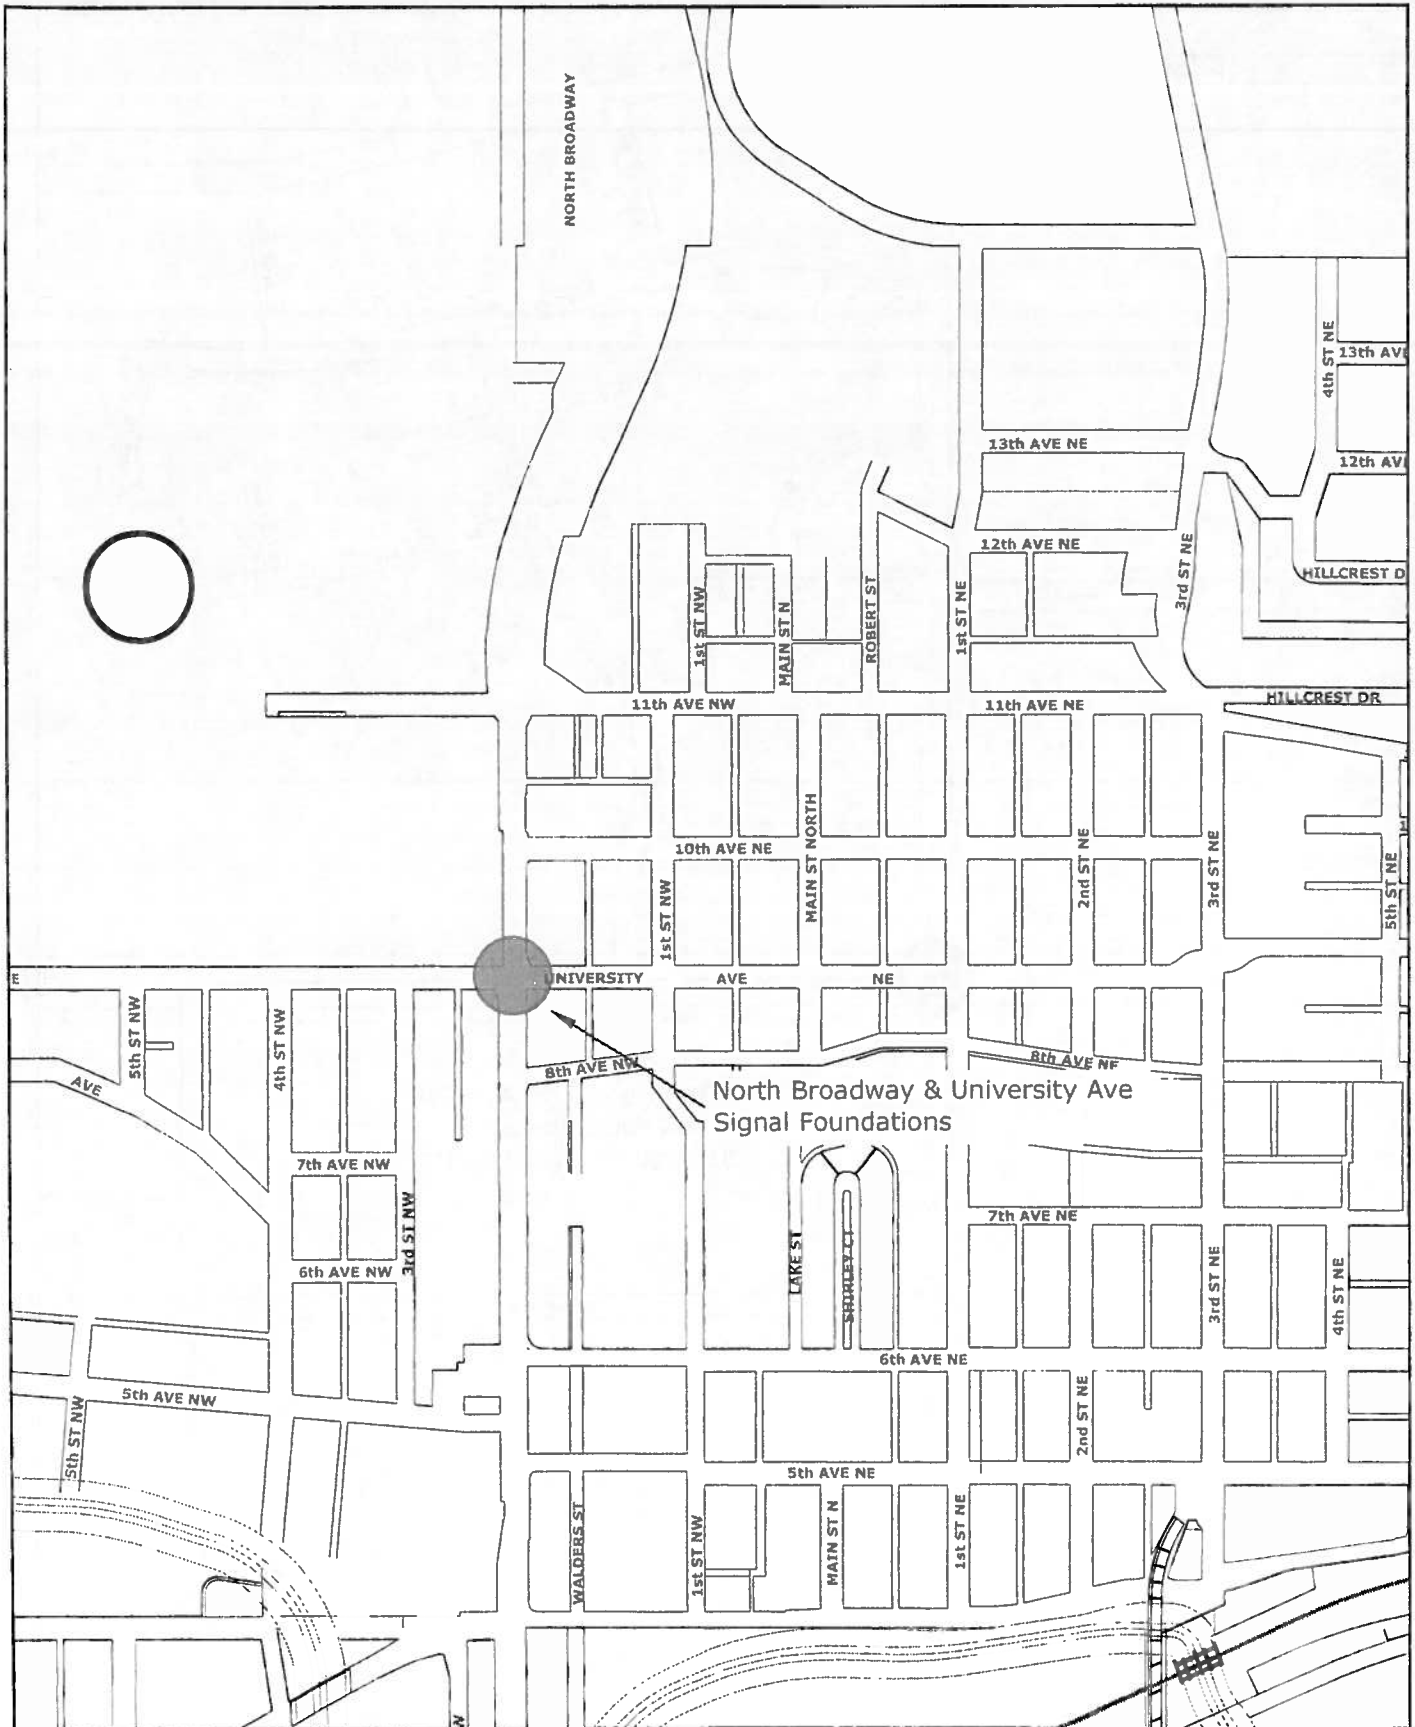 NORTH BROADWAY
4th ST NE
13th AV
13th AVE NE
12th AV
12th AVE NE
3rd ST NE
HILLCREST D
1st ST NW
MAIN ST N
ROBERT ST
1st ST NE
HILLCREST DR
11th AVE NW
11th AVE NE
MAIN ST NORTH
10th AVE NE
2nd ST NE
3rd ST NE
5th ST NE
1st ST NW
E
UNIVERSITY AVE NE
5th ST NW
4th ST NW
8th AVE NW
8th AVE NE
AVE
North Broadway & University Ave
Signal Foundations
7th AVE NW
3rd ST NW
7th AVE NE
LAKE ST
SHIRLEY CT
3rd ST NE
4th ST NE
6th AVE NW
6th AVE NE
5th AVE NW
2nd ST NE
5th ST NW
5th AVE NE
WALDERS ST
1st ST NW
MAIN ST N
1st ST NE